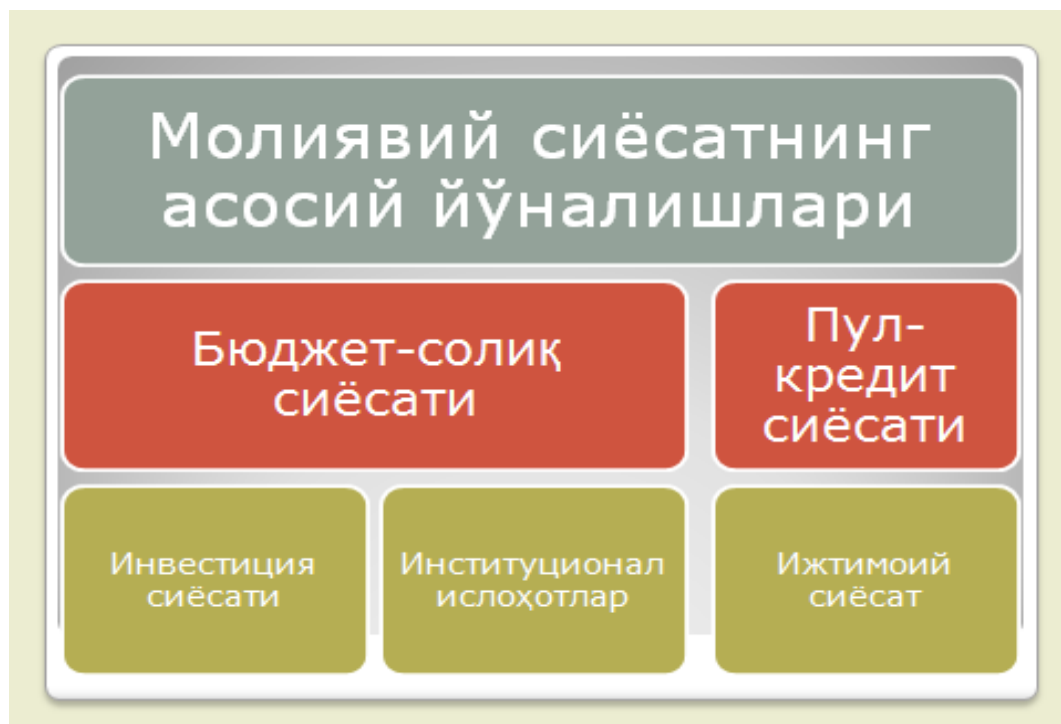 Молиявий сиёсатнинг
асосий йўналишлари
Бюджет-солиқ
сиёсати
Пул-
кредит
сиёсати
Инвестиция
сиёсати
Институционал
ислоҳотлар
Ижтимоий
сиёсат